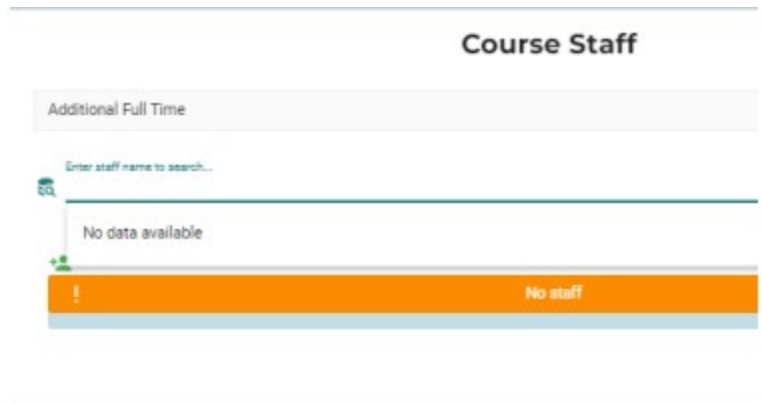 Course Staff
Additional Full Time
Enter staff name to search...
No data available
! No staff